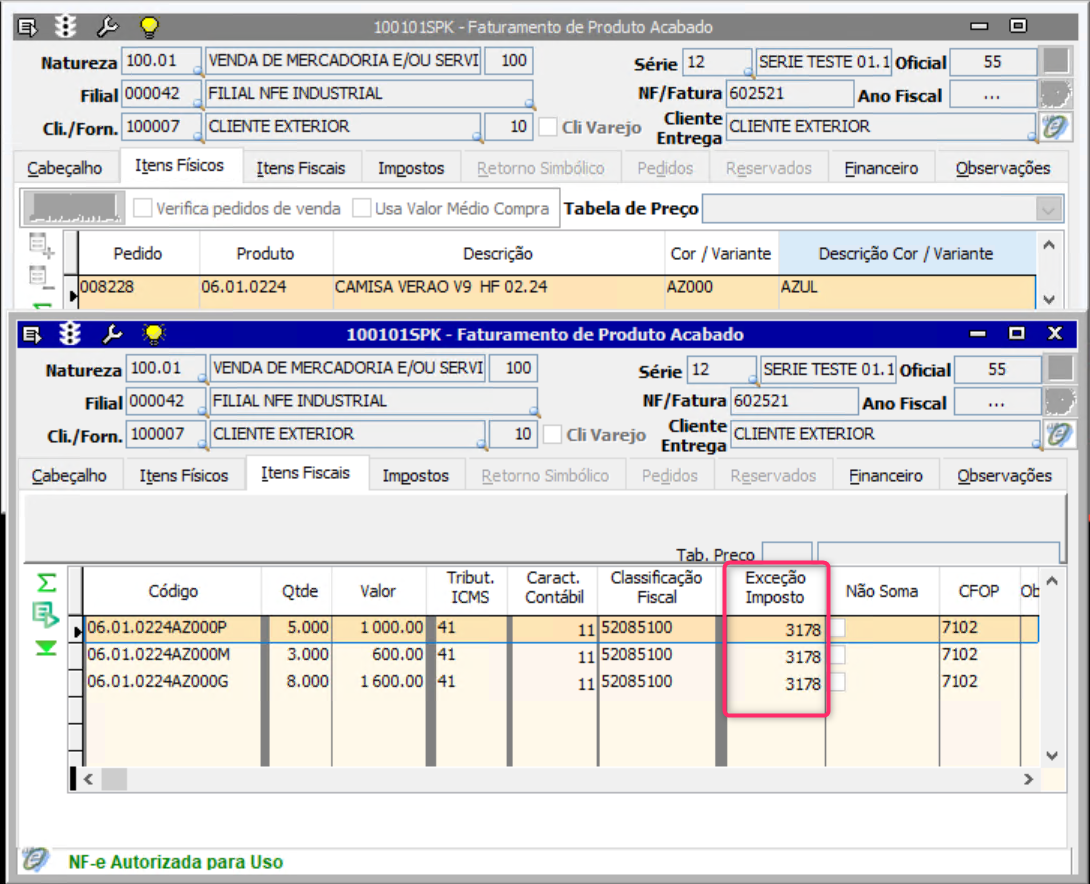 100101SPK - Faturamento de Produto Acabado
Natureza 100.01 VENDA DE MERCADORIA E/OU SERVI 100 Série 12 SERIE TESTE 01.1 Oficial 55
Filial 000042 FILIAL NFE INDUSTRIAL NF/Fatura 602521 Ano Fiscal ...
Cli./Forn. 100007 CLIENTE EXTERIOR 10 Cli Varejo Cliente Entrega CLIENTE EXTERIOR
Cabeçalho Itens Físicos Itens Fiscais Impostos Retorno Simbólico Pedidos Reservados Financeiro Observações
Verifica pedidos de venda Usa Valor Médio Compra Tabela de Preço
Pedido Produto Descrição Cor / Variante Descrição Cor / Variante
008228 06.01.0224 CAMISA VERAO V9 HF 02.24 AZ000 AZUL
100101SPK - Faturamento de Produto Acabado
Natureza 100.01 VENDA DE MERCADORIA E/OU SERVI 100 Série 12 SERIE TESTE 01.1 Oficial 55
Filial 000042 FILIAL NFE INDUSTRIAL NF/Fatura 602521 Ano Fiscal ...
Cli./Forn. 100007 CLIENTE EXTERIOR 10 Cli Varejo Cliente Entrega CLIENTE EXTERIOR
Cabeçalho Itens Físicos Itens Fiscais Impostos Retorno Simbólico Pedidos Reservados Financeiro Observações
Tab. Preço
Código Qtde Valor Tribut. ICMS Caract. Contábil Classificação Fiscal Exceção Imposto Não Soma CFOP Ob
06.01.0224AZ000P 5.000 1 000.00 41 11 52085100 3178 7102
06.01.0224AZ000M 3.000 600.00 41 11 52085100 3178 7102
06.01.0224AZ000G 8.000 1 600.00 41 11 52085100 3178 7102
NF-e Autorizada para Uso